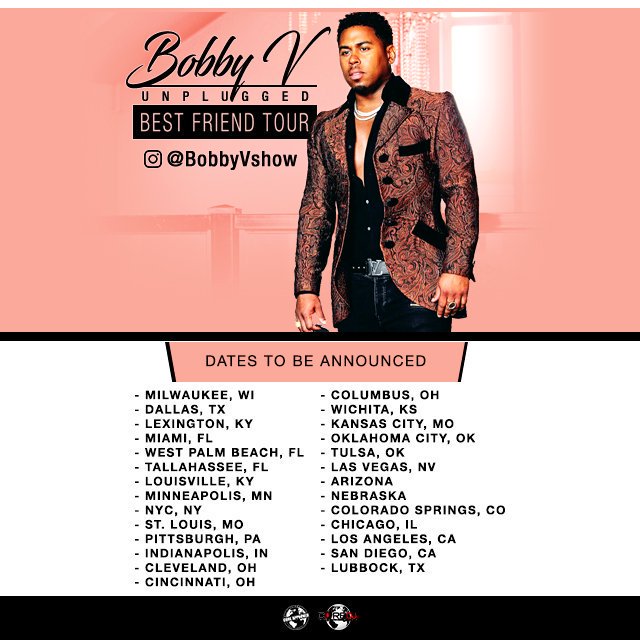 Bobby V
UNPLUGGED
BEST FRIEND TOUR
@BobbyVshow
DATES TO BE ANNOUNCED
- MILWAUKEE, WI
- DALLAS, TX
- LEXINGTON, KY
- MIAMI, FL
- WEST PALM BEACH, FL
- TALLAHASSEE, FL
- LOUISVILLE, KY
- MINNEAPOLIS, MN
- NYC, NY
- ST. LOUIS, MO
- PITTSBURGH, PA
- INDIANAPOLIS, IN
- CLEVELAND, OH
- CINCINNATI, OH
- COLUMBUS, OH
- WICHITA, KS
- KANSAS CITY, MO
- OKLAHOMA CITY, OK
- TULSA, OK
- LAS VEGAS, NV
- ARIZONA
- NEBRASKA
- COLORADO SPRINGS, CO
- CHICAGO, IL
- LOS ANGELES, CA
- SAN DIEGO, CA
- LUBBOCK, TX